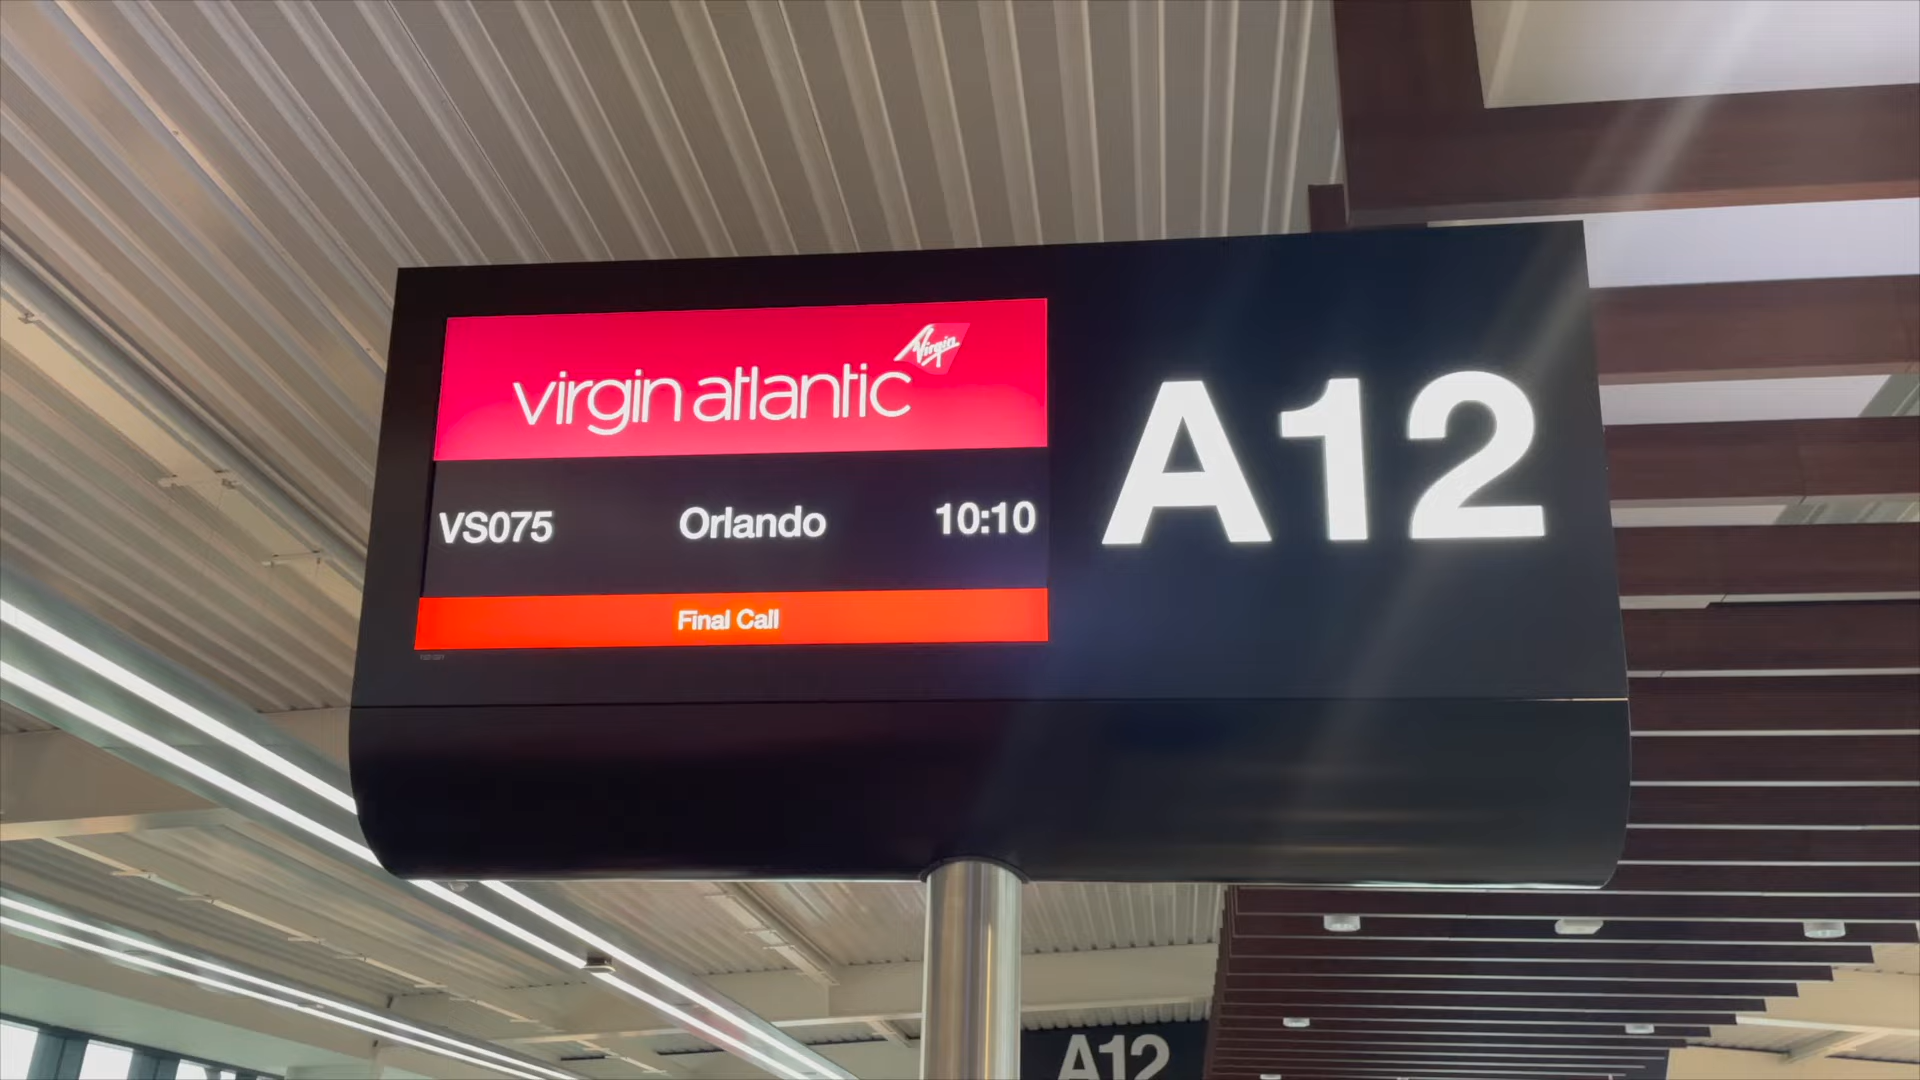 Virgin
virgin atlantic
VS075 Orlando 10:10
Final Call
A12
A12